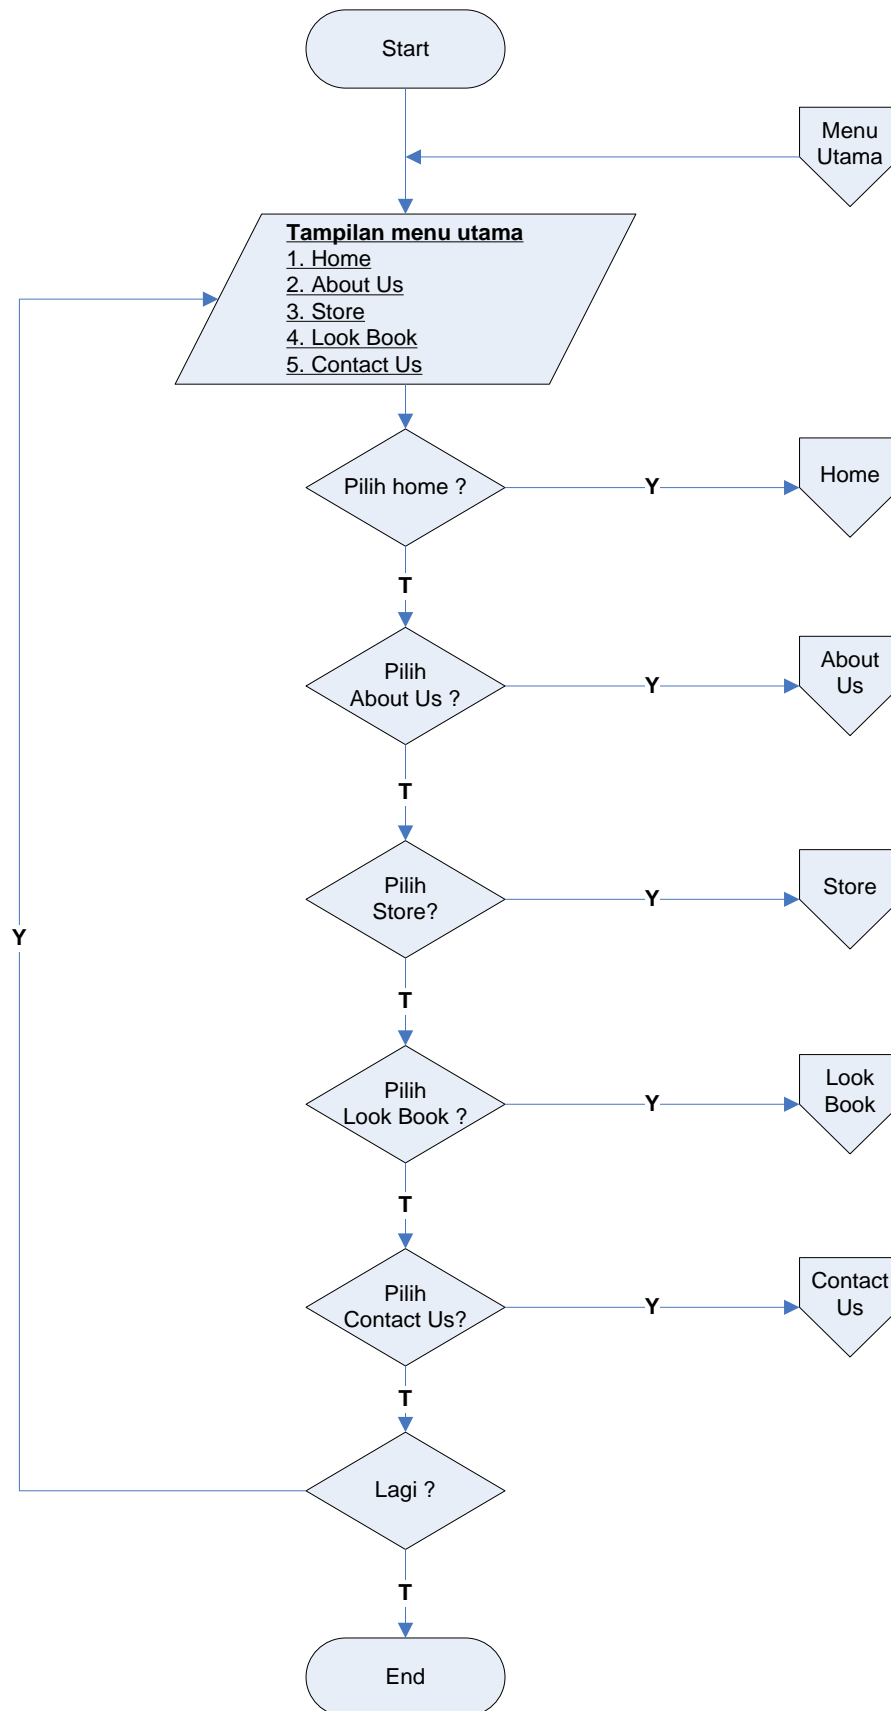 Start
Menu
Utama
Tampilan menu utama
1. Home
2. About Us
3. Store
4. Look Book
5. Contact Us
Pilih home ?
Y
Home
T
Pilih
About Us ?
Y
About
Us
T
Pilih
Store?
Y
Store
Y
T
Pilih
Look Book ?
Y
Look
Book
T
Pilih
Contact Us?
Y
Contact
Us
T
Lagi ?
T
End